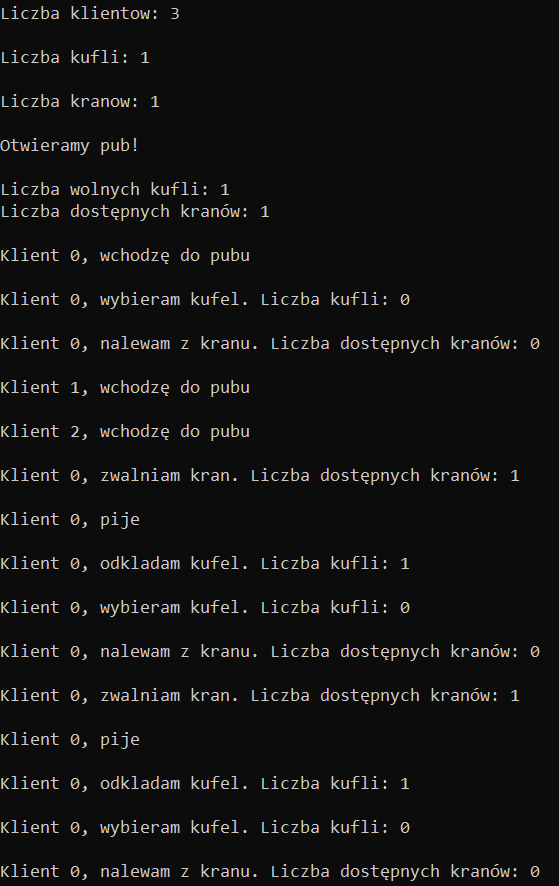 Liczba klientow: 3
Liczba kufli: 1
Liczba kranow: 1
Otwieramy pub!
Liczba wolnych kufli: 1
Liczba dostępnych kranów: 1
Klient 0, wchodzę do pubu
Klient 0, wybieram kufel. Liczba kufli: 0
Klient 0, nalewam z kranu. Liczba dostępnych kranów: 0
Klient 1, wchodzę do pubu
Klient 2, wchodzę do pubu
Klient 0, zwalniam kran. Liczba dostępnych kranów: 1
Klient 0, pije
Klient 0, odkladam kufel. Liczba kufli: 1
Klient 0, wybieram kufel. Liczba kufli: 0
Klient 0, nalewam z kranu. Liczba dostępnych kranów: 0
Klient 0, zwalniam kran. Liczba dostępnych kranów: 1
Klient 0, pije
Klient 0, odkladam kufel. Liczba kufli: 1
Klient 0, wybieram kufel. Liczba kufli: 0
Klient 0, nalewam z kranu. Liczba dostępnych kranów: 0